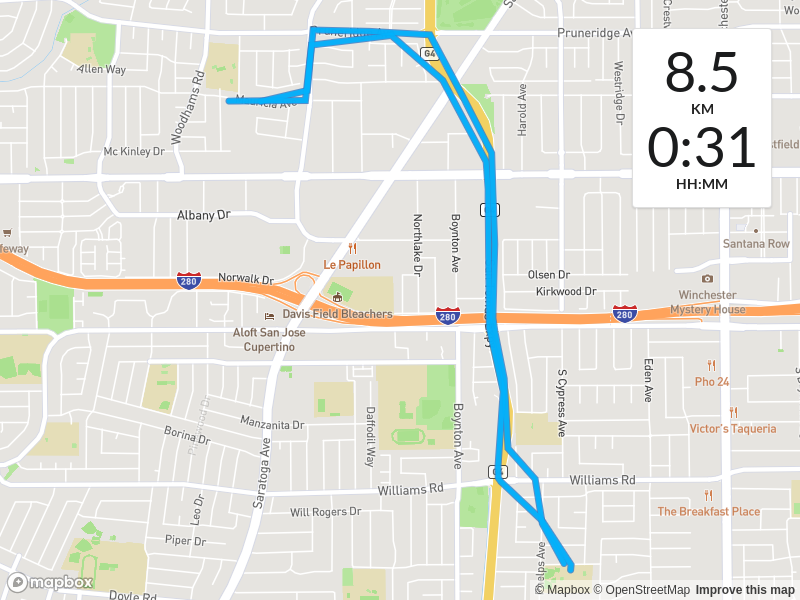 Pruneridge Ave
G4
Allen Way
Woodhams Rd
Harold Ave
Westridge Dr
8.5
KM
0:31
HH:MM
Mc Kinley Dr
Albany Dr
Northlake Dr
Boynton Ave
Santana Row
Le Papillon
Norwalk Dr
280
Olsen Dr
Kirkwood Dr
Winchester
Mystery House
Davis Field Bleachers
280
280
Aloft San Jose
Cupertino
S Cypress Ave
Eden Ave
Pho 24
Manzanita Dr
Borina Dr
Daffodil Way
Boynton Ave
Victor's Taqueria
Saratoga Ave
Williams Rd
Williams Rd
Leo Dr
Will Rogers Dr
The Breakfast Place
Piper Dr
Doyle Rd
mapbox
© Mapbox © OpenStreetMap Improve this map